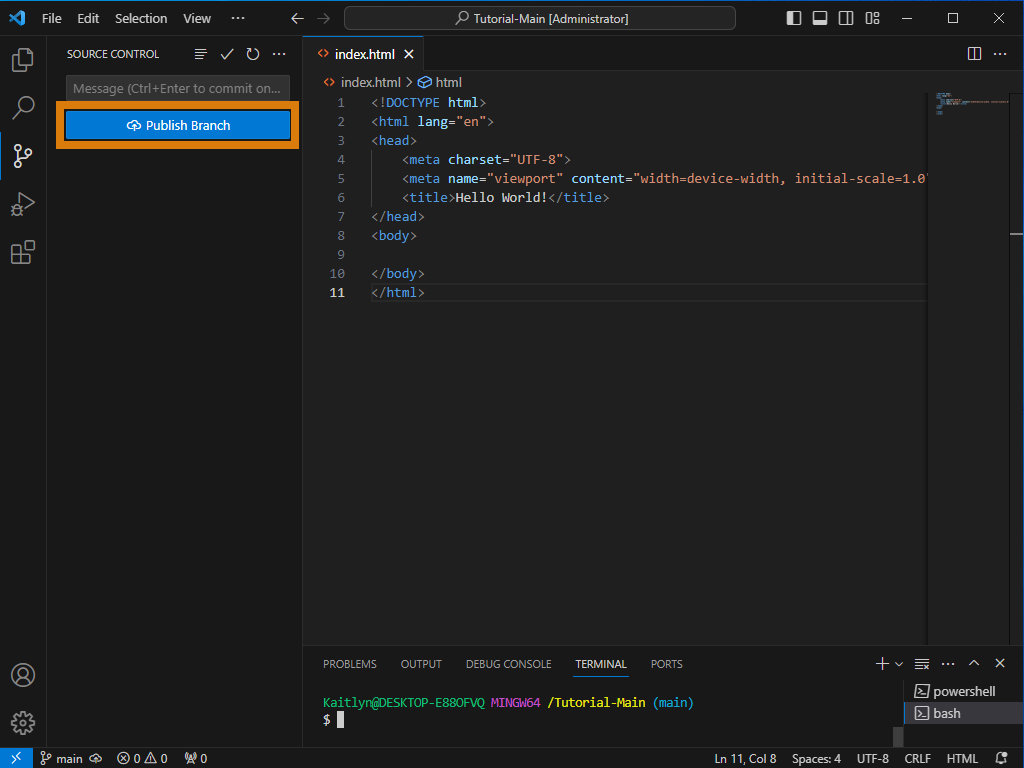 File Edit Selection View ··· Tutorial-Main [Administrator]
SOURCE CONTROL
Message (Ctrl+Enter to commit on...
Publish Branch
index.html
index.html > html
1 <!DOCTYPE html>
2 <html lang="en">
3 <head>
4 <meta charset="UTF-8">
5 <meta name="viewport" content="width=device-width, initial-scale=1.0"
6 <title>Hello World!</title>
7 </head>
8 <body>
9
10 </body>
11 </html>
PROBLEMS OUTPUT DEBUG CONSOLE TERMINAL PORTS
Kaitlyn@DESKTOP-E88OFVQ MINGW64 /Tutorial-Main (main)
$
powershell
bash
main 0 0 0 Ln 11, Col 8 Spaces: 4 UTF-8 CRLF HTML